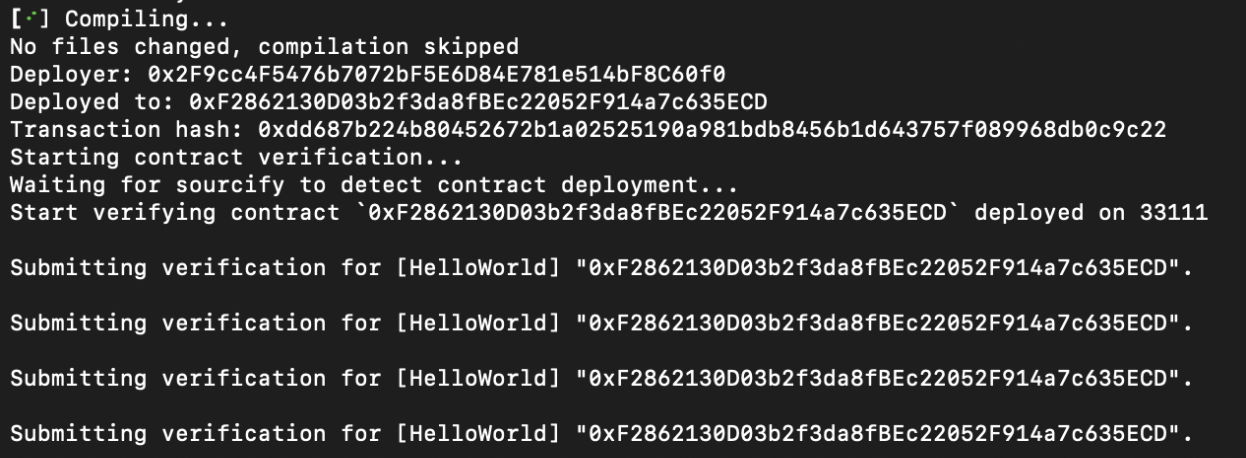 [⠊] Compiling...
No files changed, compilation skipped
Deployer: 0x2F9cc4F5476b7072bF5E6D84E781e514bF8C60f0
Deployed to: 0xF2862130D03b2f3da8fBEc22052F914a7c635ECD
Transaction hash: 0xdd687b224b80452672b1a02525190a981bdb8456b1d643757f089968db0c9c22
Starting contract verification...
Waiting for sourcify to detect contract deployment...
Start verifying contract `0xF2862130D03b2f3da8fBEc22052F914a7c635ECD` deployed on 33111
Submitting verification for [HelloWorld] "0xF2862130D03b2f3da8fBEc22052F914a7c635ECD".
Submitting verification for [HelloWorld] "0xF2862130D03b2f3da8fBEc22052F914a7c635ECD".
Submitting verification for [HelloWorld] "0xF2862130D03b2f3da8fBEc22052F914a7c635ECD".
Submitting verification for [HelloWorld] "0xF2862130D03b2f3da8fBEc22052F914a7c635ECD".